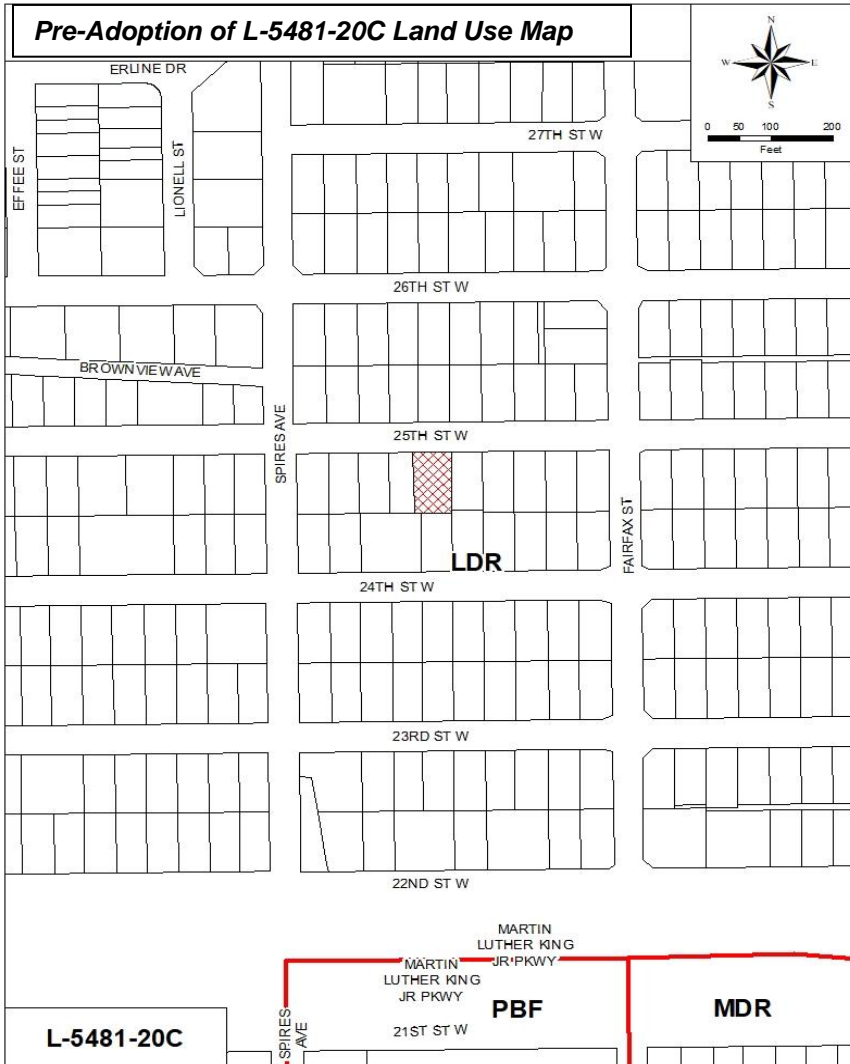 Pre-Adoption of L-5481-20C Land Use Map
N
W E
S
0 50 100 200
Feet
ERLINE DR
27TH ST W
EFFEE ST
LIONELL ST
26TH ST W
BROWNVIEW AVE
SPIRES AVE
25TH ST W
FAIRFAX ST
LDR
24TH ST W
23RD ST W
22ND ST W
MARTIN
LUTHER KING
JR PKWY
MARTIN
LUTHER KING
JR PKWY
PBF
MDR
SPIRES
AVE
21ST ST W
L-5481-20C